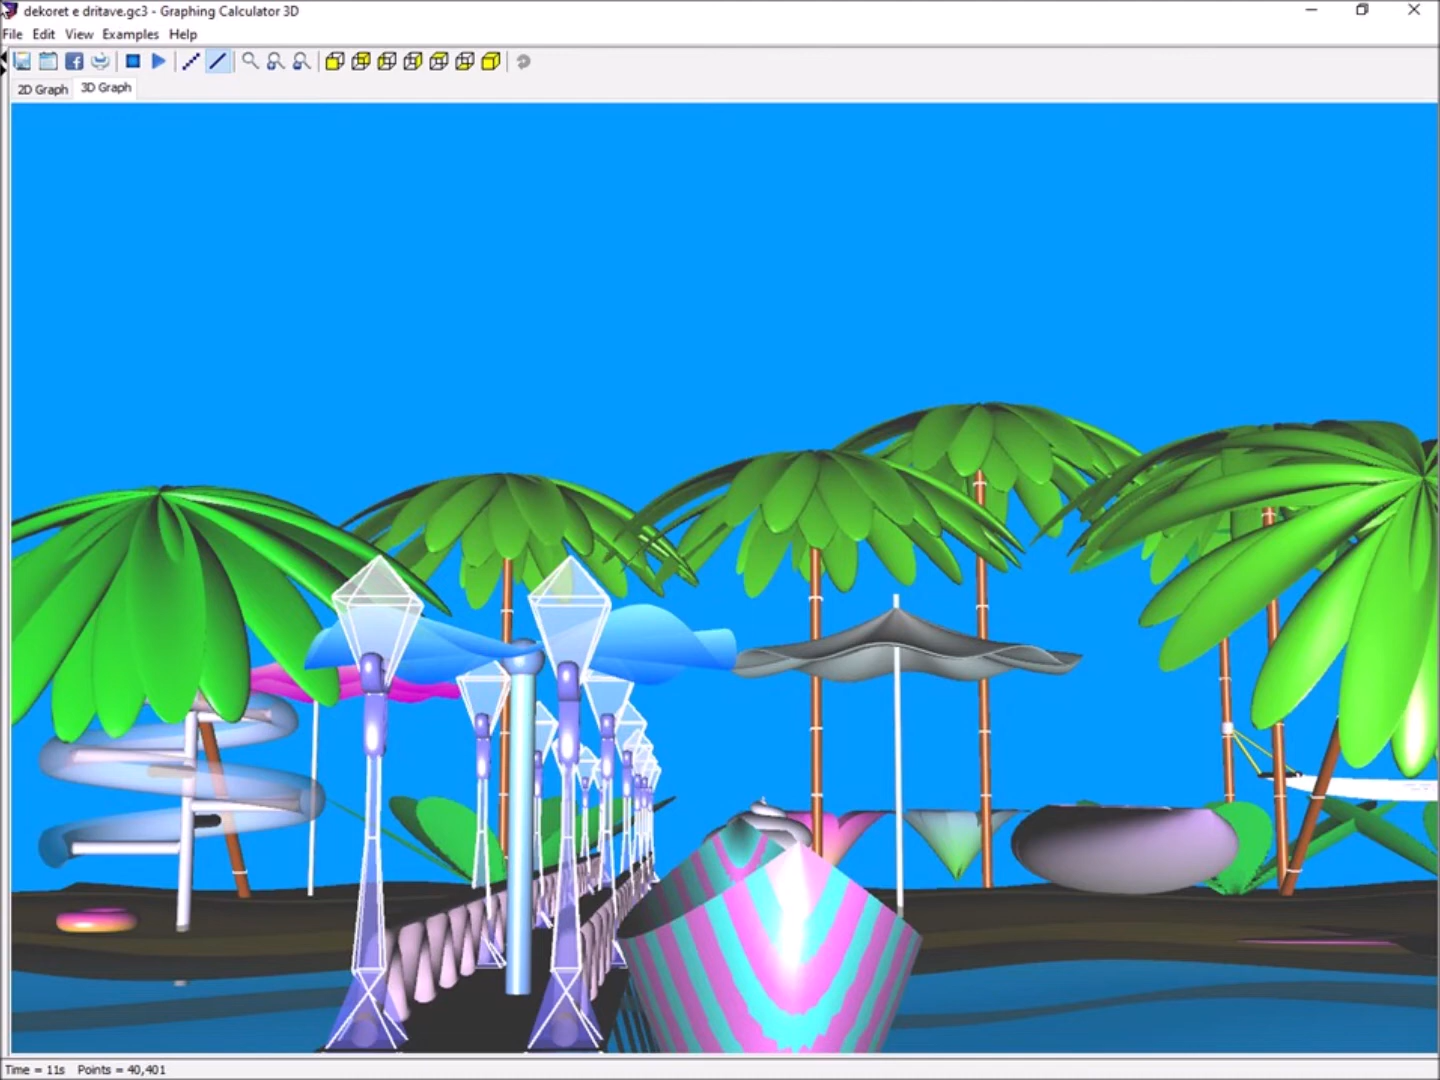 dekoret e dritave.gc3 - Graphing Calculator 3D
File Edit View Examples Help
2D Graph 3D Graph
Time = 11s Points = 40,401